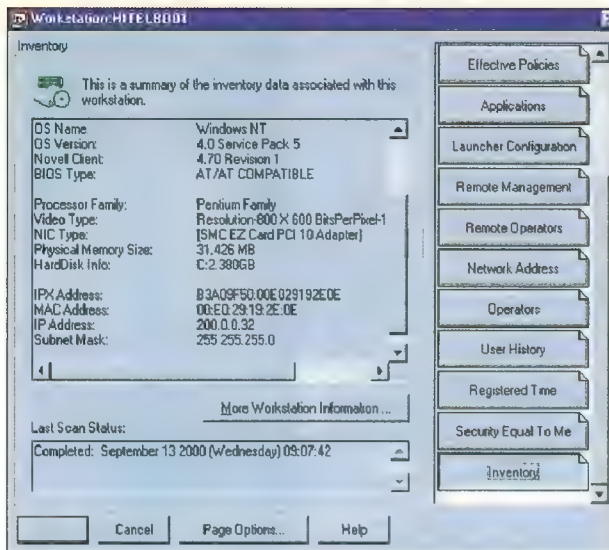 Workstation:HITEL8001
Inventory
This is a summary of the inventory data associated with this
workstation.
OS Name Windows NT
OS Version: 4.0 Service Pack 5
Novell Client: 4.70 Revision 1
BIOS Type: AT/AT COMPATIBLE
Processor Family: Pentium Family
Video Type: Resolution-800 X 600 BitsPerPixel-1
NIC Type: [SMC EZ Card PCI 10 Adapter]
Physical Memory Size: 31.426 MB
HardDisk Info: C:2.380GB
IPX Address: B3A09F50:00E029192E0E
MAC Address: 00:E0:29:19:2E:0E
IP Address: 200.0.0.32
Subnet Mask: 255.255.255.0
More Workstation Information ...
Last Scan Status:
Completed: September 13 2000 (Wednesday) 09:07:42
Cancel
Page Options...
Help
Effective Policies
Applications
Launcher Configuration
Remote Management
Remote Operators
Network Address
Operators
User History
Registered Time
Security Equal To Me
Inventory